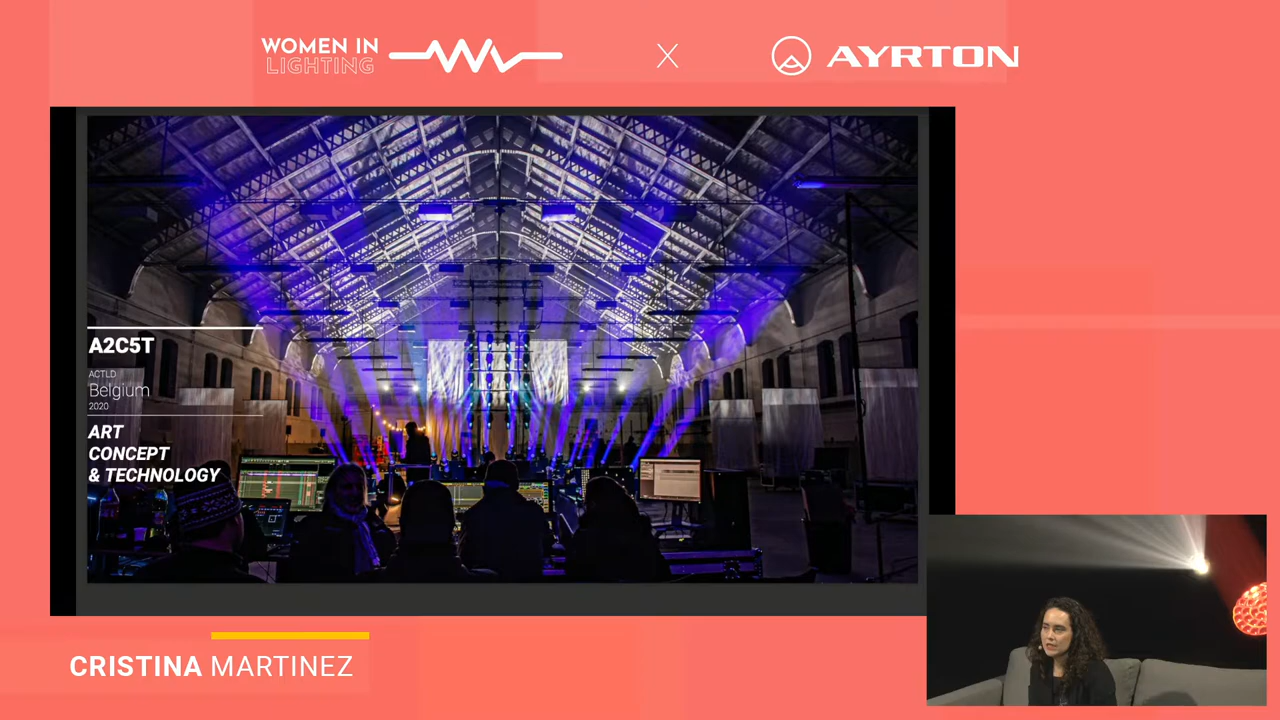 WOMEN IN
LIGHTING
AYRTON
A2C5T
ACTLD
Belgium
2020
ART
CONCEPT
& TECHNOLOGY
CRISTINA MARTINEZ